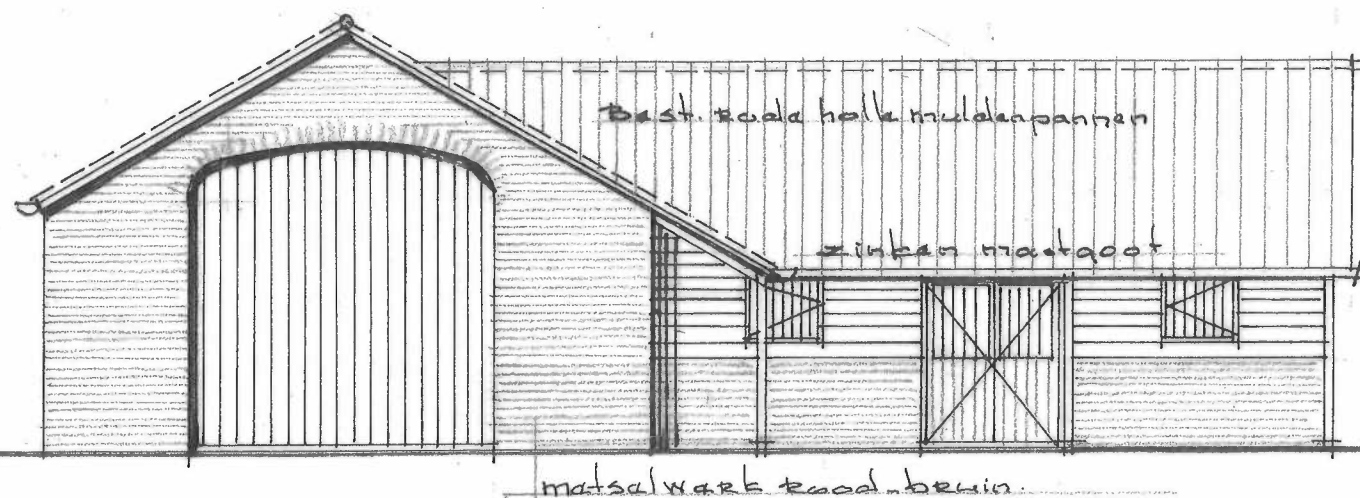 Best. rode holle muldenpannen
zinken mastgoot
metselwerk rood-bruin.